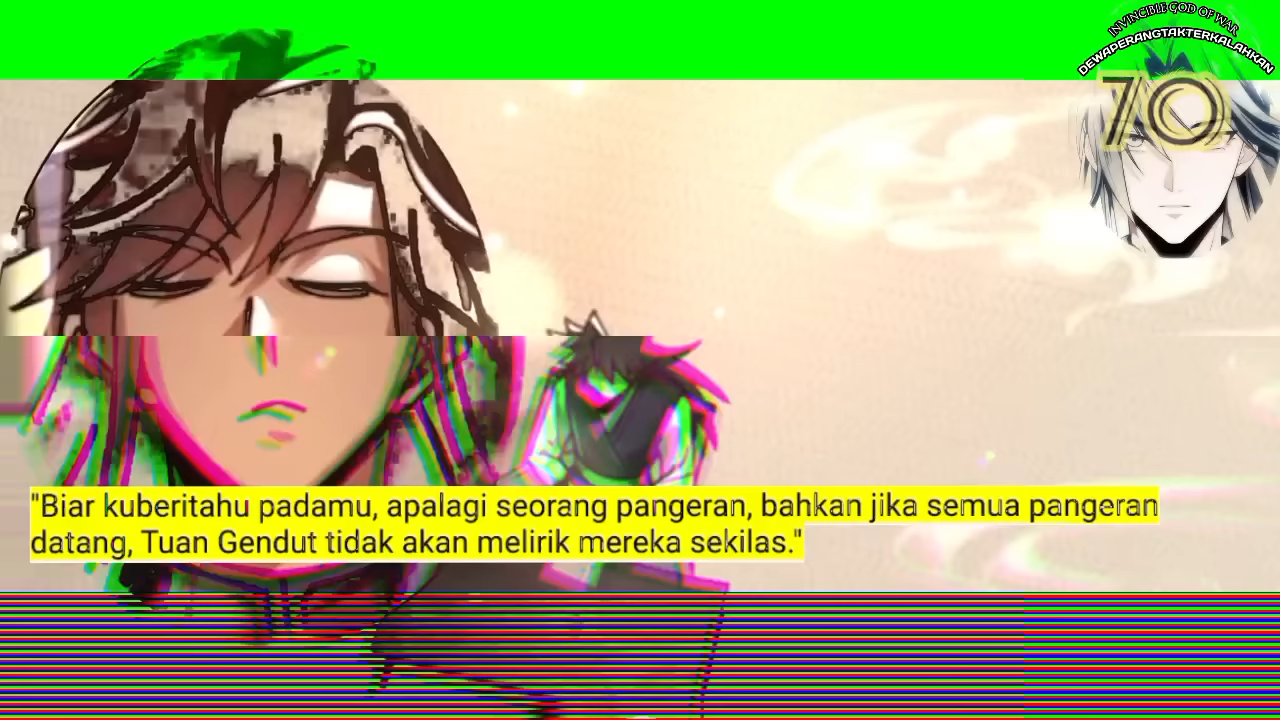 INVINCIBLE GOD OF WAR
DEWAPERANGTAKTERKALAHKAN
70
"Biar kuberitahu padamu, apalagi seorang pangeran, bahkan jika semua pangeran
datang, Tuan Gendut tidak akan melirik mereka sekilas."